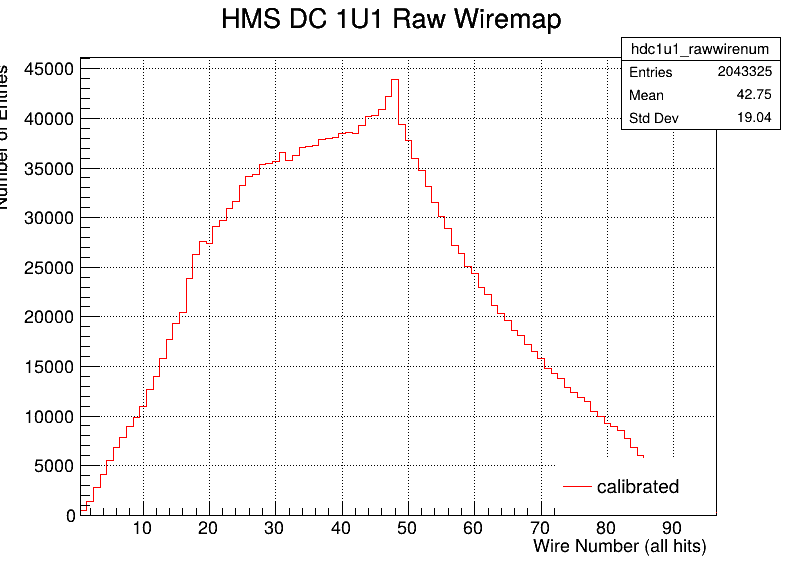 HMS DC 1U1 Raw Wiremap
hdc1u1_rawwirenum
Entries 2043325
Mean 42.75
Std Dev 19.04
Number of Entries
45000
40000
35000
30000
25000
20000
15000
10000
5000
0
calibrated
10 20 30 40 50 60 70 80 90
Wire Number (all hits)